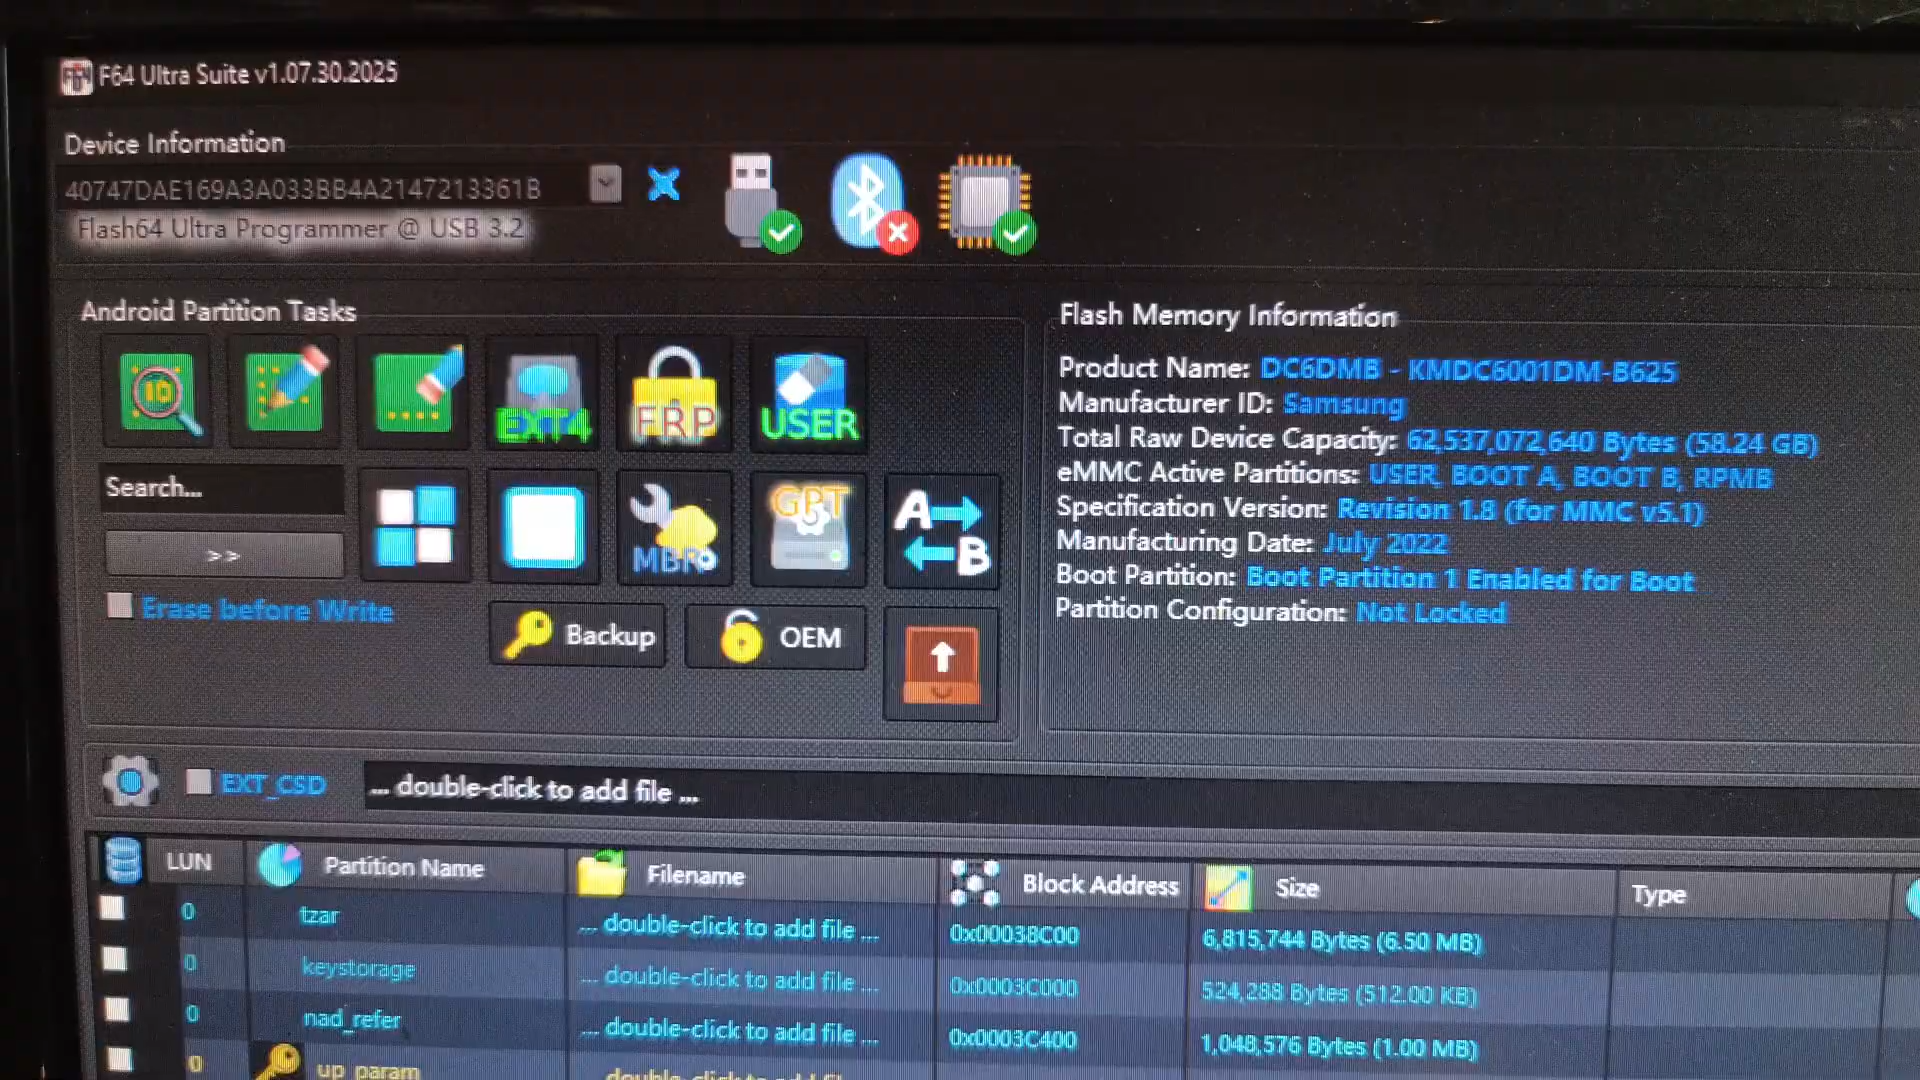 F64 Ultra Suite v1.07.30.2025
Device Information
40747DAE169A3A033BB4A2147213361B
Flash64 Ultra Programmer @ USB 3.2
Android Partition Tasks
EXT4
FRP
USER
Search...
MBR
GPT
A
B
>>
Erase before Write
Backup
OEM
Flash Memory Information
Product Name: DC6DMB - KMDC6001DM-B625
Manufacturer ID: Samsung
Total Raw Device Capacity: 62,537,072,640 Bytes (58.24 GB)
eMMC Active Partitions: USER, BOOT A, BOOT B, RPMB
Specification Version: Revision 1.8 (for MMC v5.1)
Manufacturing Date: July 2022
Boot Partition: Boot Partition 1 Enabled for Boot
Partition Configuration: Not Locked
EXT_CSD
... double-click to add file ...
LUN Partition Name Filename Block Address Size Type
0 tzar ... double-click to add file ... 0x00038C00 6,815,744 Bytes (6.50 MB)
0 keystorage ... double-click to add file ... 0x0003C000 524,288 Bytes (512.00 KB)
0 nad_refer ... double-click to add file ... 0x0003C400 1,048,576 Bytes (1.00 MB)
0 up_param double-click to add file